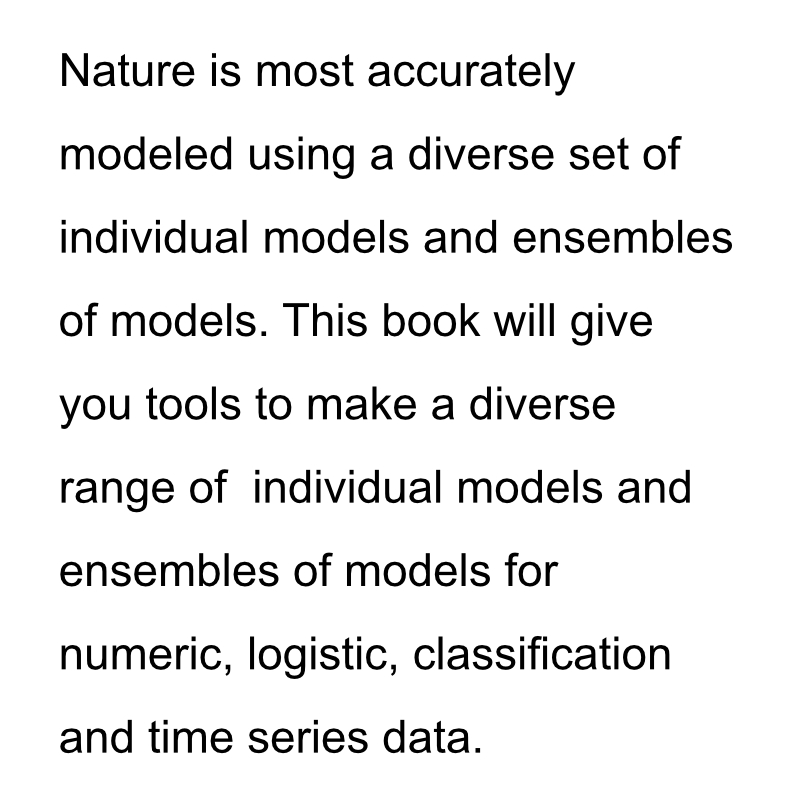 Nature is most accurately
modeled using a diverse set of
individual models and ensembles
of models. This book will give
you tools to make a diverse
range of  individual models and
ensembles of models for
numeric, logistic, classification
and time series data.